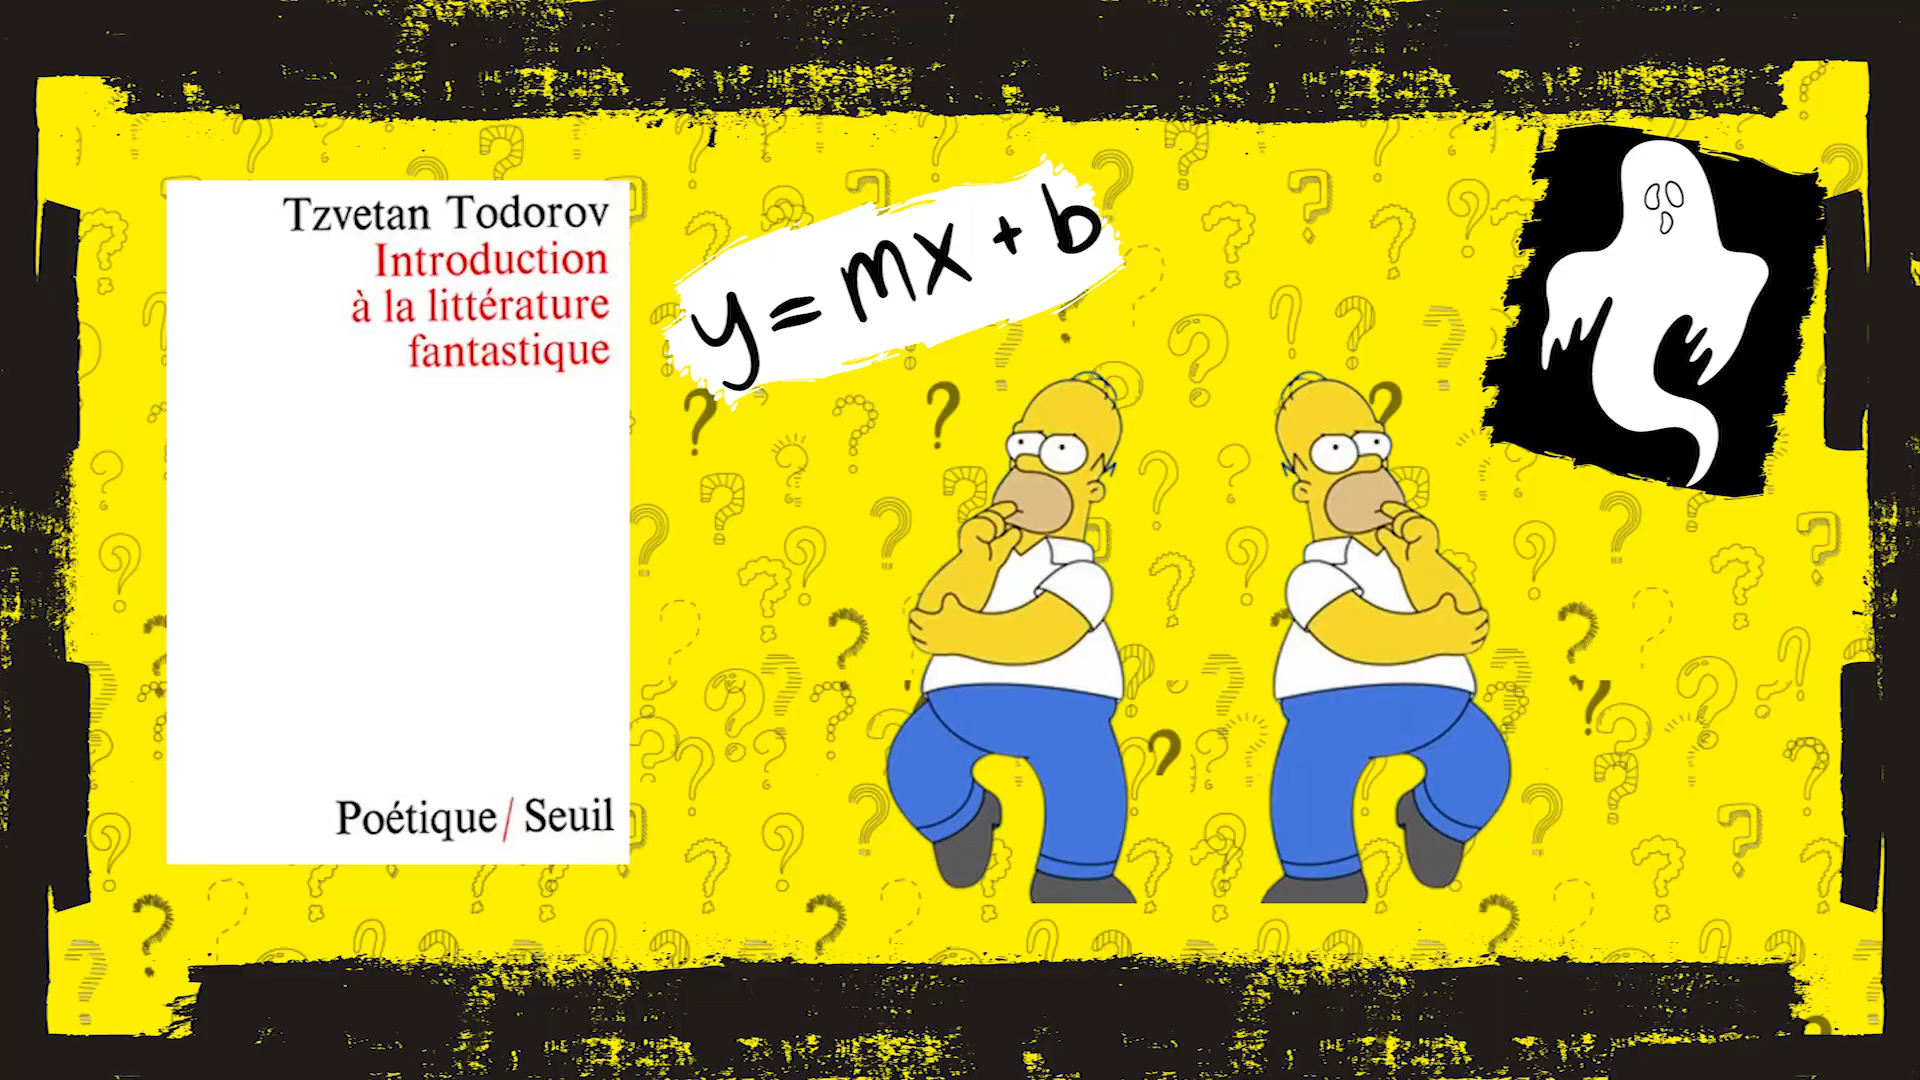 Tzvetan Todorov
Introduction
à la littérature
fantastique
Poétique/Seuil
y=mx+b